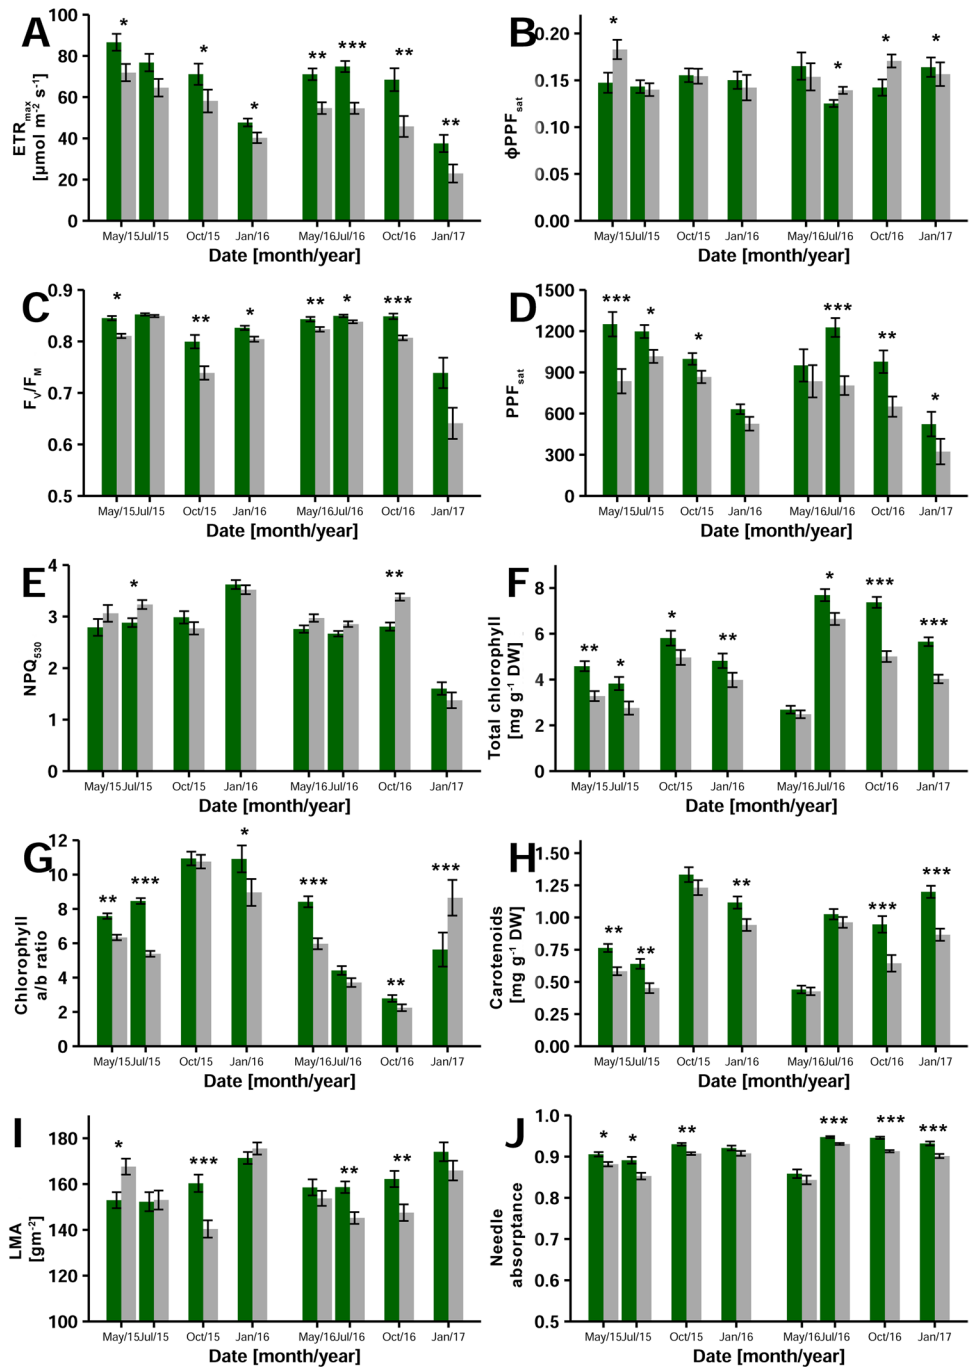 A
100
80
60
40
20
0
ETRmax
[µmol m-2 s-1]
* * * ** *** ** **
May/15 Jul/15 Oct/15 Jan/16 May/16 Jul/16 Oct/16 Jan/17
Date [month/year]
B
0.20
0.15
0.10
0.05
0.00
ϕPPFsat
* * * *
May/15 Jul/15 Oct/15 Jan/16 May/16 Jul/16 Oct/16 Jan/17
Date [month/year]
C
0.9
0.8
0.7
0.6
0.5
FV/FM
* ** * ** * ***
May/15 Jul/15 Oct/15 Jan/16 May/16 Jul/16 Oct/16 Jan/17
Date [month/year]
D
1500
1200
900
600
300
0
PPFsat
*** * * *** ** *
May/15 Jul/15 Oct/15 Jan/16 May/16 Jul/16 Oct/16 Jan/17
Date [month/year]
E
4
3
2
1
0
NPQ530
* **
May/15 Jul/15 Oct/15 Jan/16 May/16 Jul/16 Oct/16 Jan/17
Date [month/year]
F
8
6
4
2
0
Total chlorophyll
[mg g-1 DW]
** * * ** * *** ***
May/15 Jul/15 Oct/15 Jan/16 May/16 Jul/16 Oct/16 Jan/17
Date [month/year]
G
12
10
8
6
4
2
0
Chlorophyll
a/b ratio
** *** * *** ** ***
May/15 Jul/15 Oct/15 Jan/16 May/16 Jul/16 Oct/16 Jan/17
Date [month/year]
H
1.50
1.25
1.00
0.75
0.50
0.25
0.00
Carotenoids
[mg g-1 DW]
** ** ** *** ***
May/15 Jul/15 Oct/15 Jan/16 May/16 Jul/16 Oct/16 Jan/17
Date [month/year]
I
180
160
140
120
100
LMA
[gm-2]
* *** ** **
May/15 Jul/15 Oct/15 Jan/16 May/16 Jul/16 Oct/16 Jan/17
Date [month/year]
J
1.0
0.9
0.8
0.7
0.6
0.5
Needle
absorptance
* * ** *** *** ***
May/15 Jul/15 Oct/15 Jan/16 May/16 Jul/16 Oct/16 Jan/17
Date [month/year]